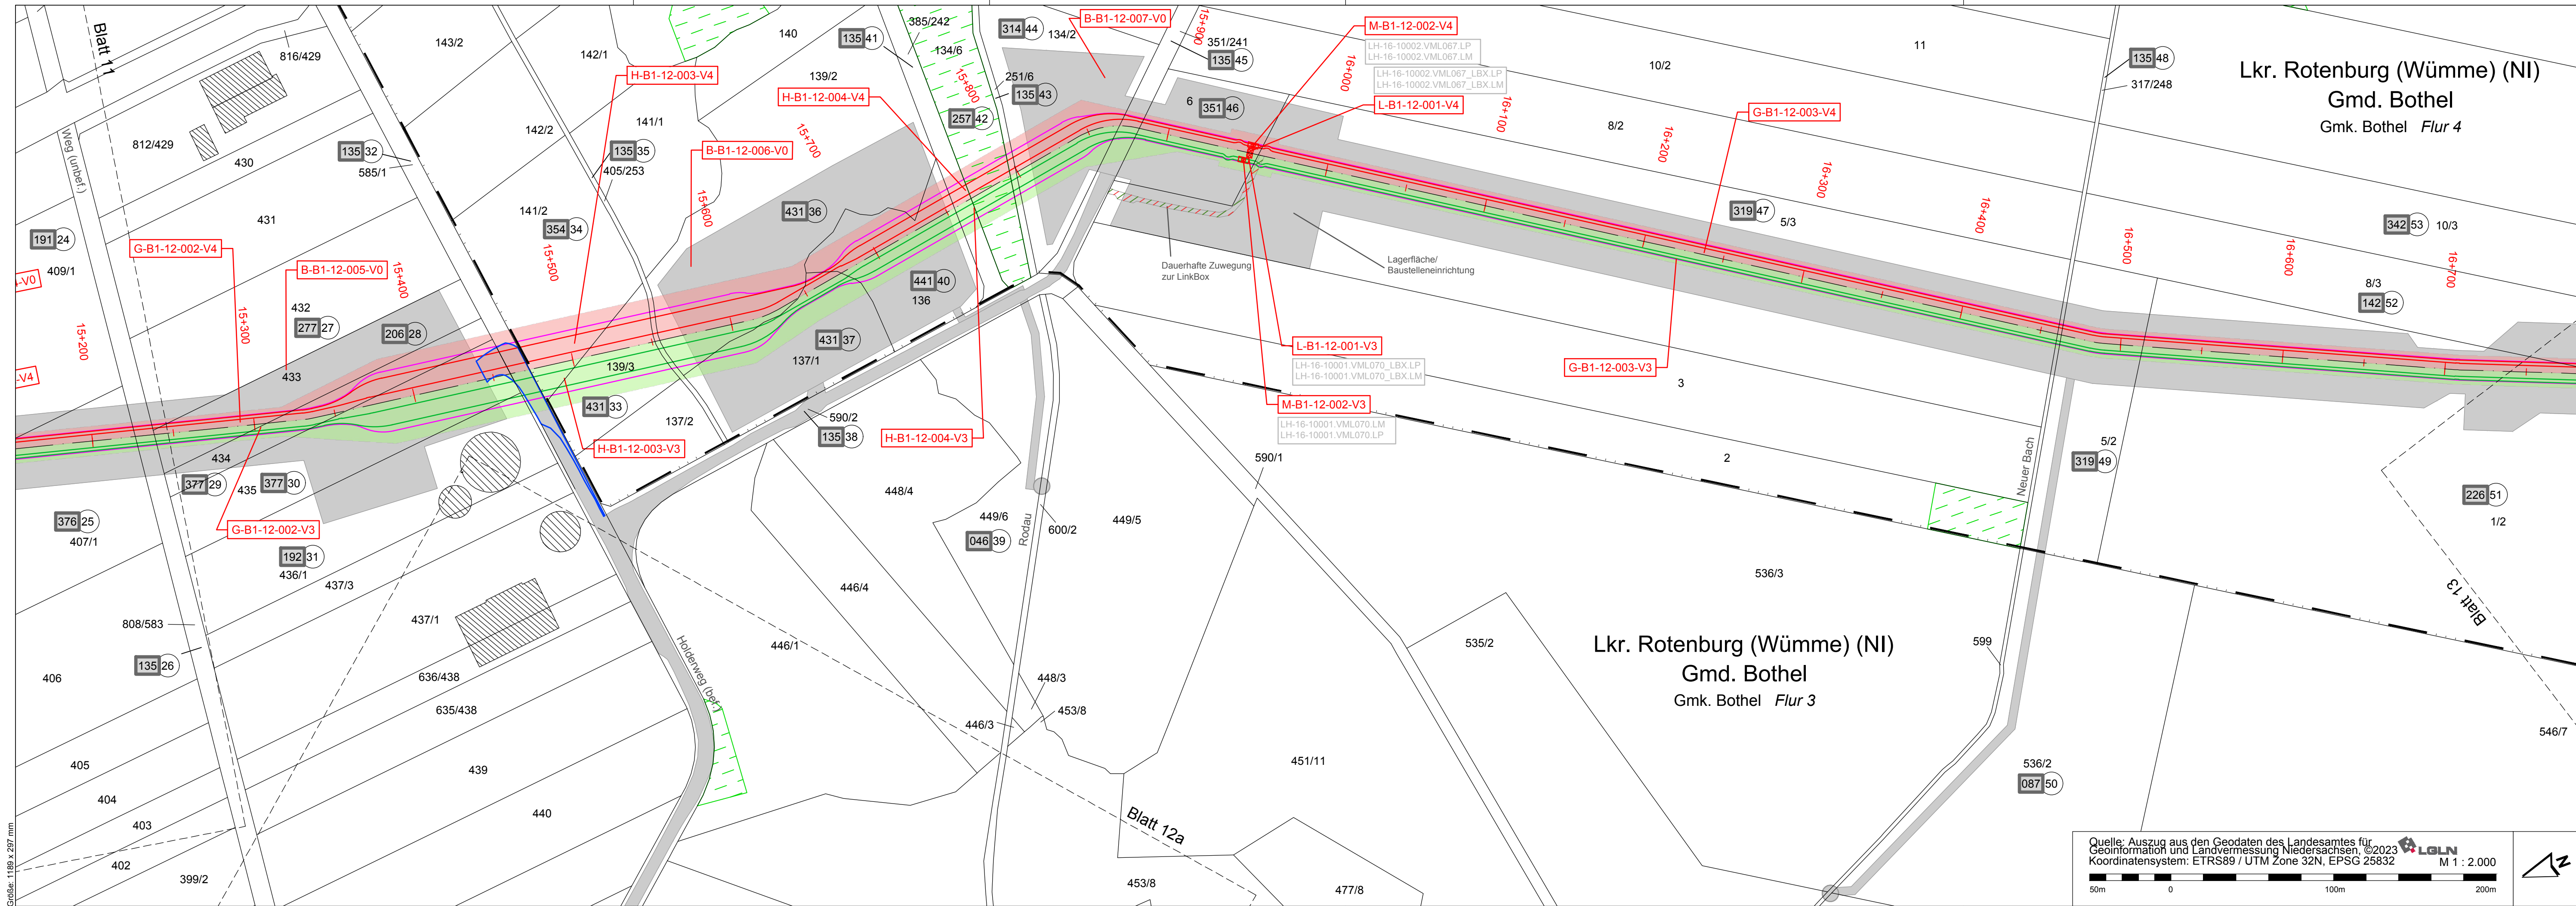 Blatt 11
816/429
143/2
142/1
140
139/2
385/242
134/6
135 41
314 44
134/2
B-B1-12-007-V0
15+900
351/241
135 45
M-B1-12-002-V4
LH-16-10002.VML067.LP
LH-16-10002.VML067.LM
LH-16-10002.VML067_LBX.LP
LH-16-10002.VML067_LBX.LM
L-B1-12-001-V4
16+000
10/2
11
135 48
317/248
Lkr. Rotenburg (Wümme) (NI)
Gmd. Bothel
Gmk. Bothel Flur 4
H-B1-12-003-V4
H-B1-12-004-V4
15+800
251/6
135 43
257 42
6
351 46
16+100
8/2
16+200
G-B1-12-003-V4
16+300
Weg (unbef.)
812/429
430
135 32
585/1
142/2
141/1
135 35
405/253
B-B1-12-006-V0
15+700
15+600
431 36
319 47
5/3
16+400
16+500
16+600
16+700
342 53
10/3
8/3
142 52
431
141/2
354 34
15+500
191 24
409/1
G-B1-12-002-V4
B-B1-12-005-V0
15+400
-V0
15+200
15+300
432
277 27
206 28
433
-V4
441 40
136
Dauerhafte Zuwegung
zur LinkBox
Lagerfläche/
Baustelleneinrichtung
431 37
137/1
139/3
431 33
137/2
590/2
135 38
H-B1-12-003-V3
H-B1-12-004-V3
L-B1-12-001-V3
LH-16-10001.VML070_LBX.LP
LH-16-10001.VML070_LBX.LM
M-B1-12-002-V3
LH-16-10001.VML070.LM
LH-16-10001.VML070.LP
G-B1-12-003-V3
3
2
Neuer Bach
5/2
319 49
226 51
1/2
434
377 29
435
377 30
376 25
407/1
G-B1-12-002-V3
192 31
436/1
437/3
437/1
448/4
449/6
046 39
Rodau
600/2
449/5
590/1
446/4
446/1
536/3
Blatt 13
808/583
135 26
406
636/438
635/438
Holderweg (bef.)
448/3
453/8
446/3
535/2
Lkr. Rotenburg (Wümme) (NI)
Gmd. Bothel
Gmk. Bothel Flur 3
599
546/7
405
404
403
402
399/2
439
440
451/11
Blatt 12a
453/8
477/8
536/2
087 50
Quelle: Auszug aus den Geodaten des Landesamtes für
Geoinformation und Landvermessung Niedersachsen, ©2023
LGLN
Koordinatensystem: ETRS89 / UTM Zone 32N, EPSG 25832
M 1 : 2.000
50m 0 100m 200m
N
Größe: 1189 x 297 mm